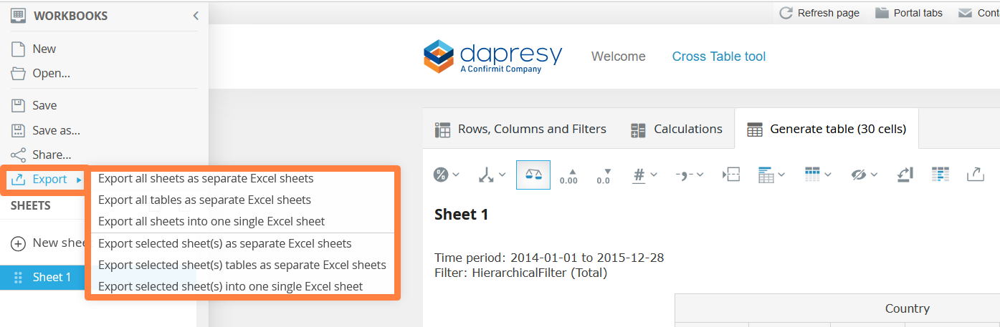 WORKBOOKS
Refresh page
Portal tabs
Cont
New
Open...
dapresy
A Confirmit Company
Welcome
Cross Table tool
Save
Save as...
Share...
Export
Export all sheets as separate Excel sheets
Export all tables as separate Excel sheets
Export all sheets into one single Excel sheet
Export selected sheet(s) as separate Excel sheets
Export selected sheet(s) tables as separate Excel sheets
Export selected sheet(s) into one single Excel sheet
SHEETS
New shee
Sheet 1
Rows, Columns and Filters
Calculations
Generate table (30 cells)
%
0.00
0.0
#
-,-
Sheet 1
Time period: 2014-01-01 to 2015-12-28
Filter: HierarchicalFilter (Total)
Country